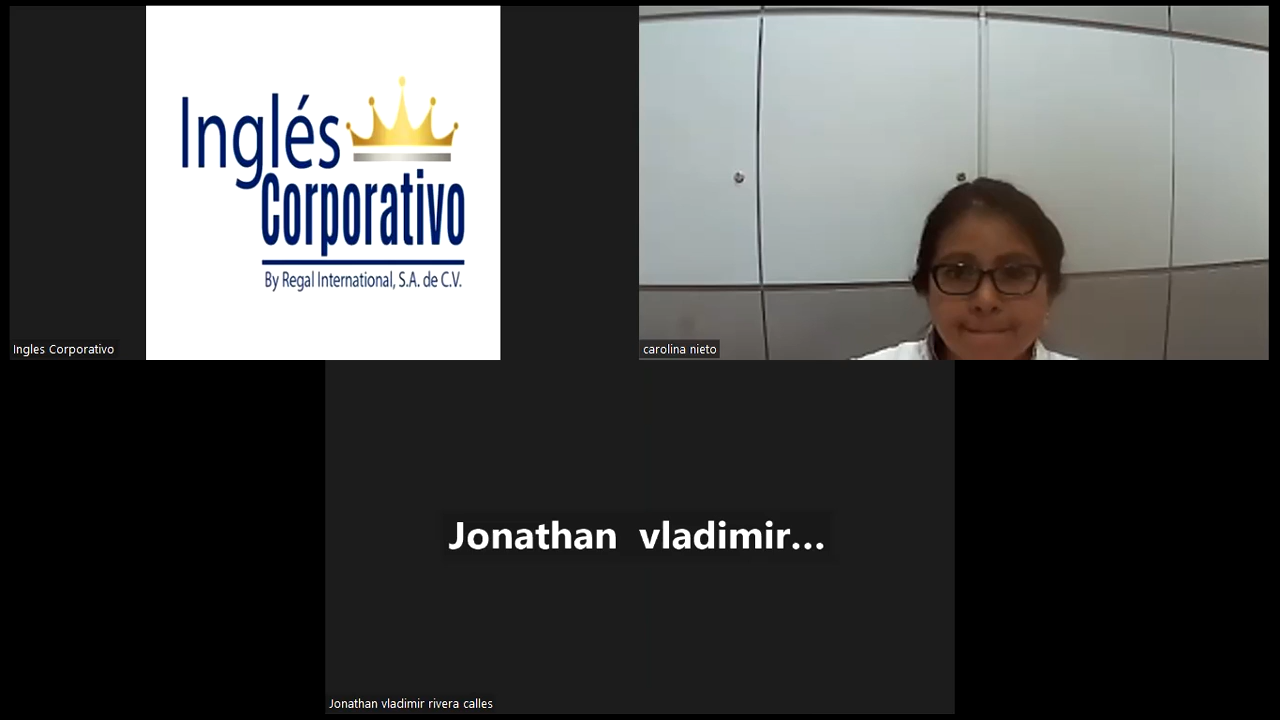 Inglés
Corporativo
By Regal International, S.A. de C.V.
Ingles Corporativo
carolina nieto
Jonathan vladimir...
Jonathan vladimir rivera calles